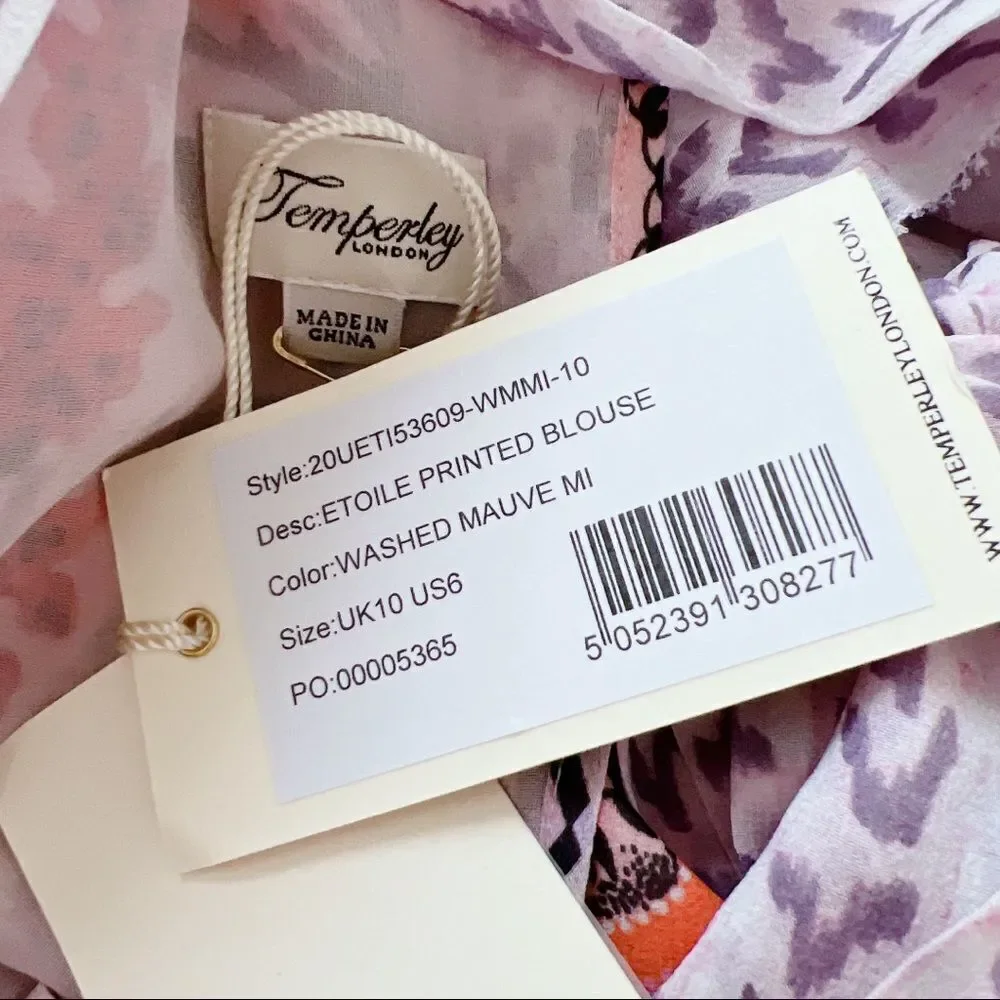 Temperley
LONDON
MADE IN
CHINA
Style:20UETI53609-WMMI-10
Desc:ETOILE PRINTED BLOUSE
Color:WASHED MAUVE MI
Size:UK10 US6
PO:00005365
5 052391 308277
WWW.TEMPERLEYLONDON.COM